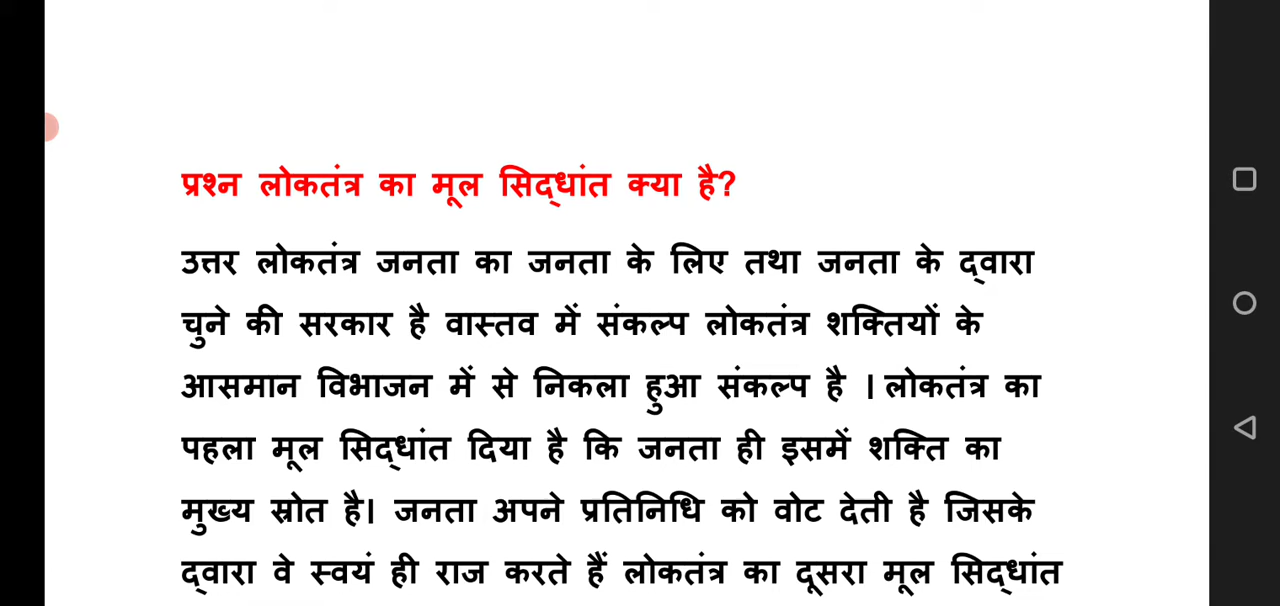 प्रश्न लोकतंत्र का मूल सिद्धांत क्या है?
उत्तर लोकतंत्र जनता का जनता के लिए तथा जनता के द्वारा
चुने की सरकार है वास्तव में संकल्प लोकतंत्र शक्तियों के
आसमान विभाजन में से निकला हुआ संकल्प है । लोकतंत्र का
पहला मूल सिद्धांत दिया है कि जनता ही इसमें शक्ति का
मुख्य स्रोत है। जनता अपने प्रतिनिधि को वोट देती है जिसके
द्वारा वे स्वयं ही राज करते हैं लोकतंत्र का दूसरा मूल सिद्धांत